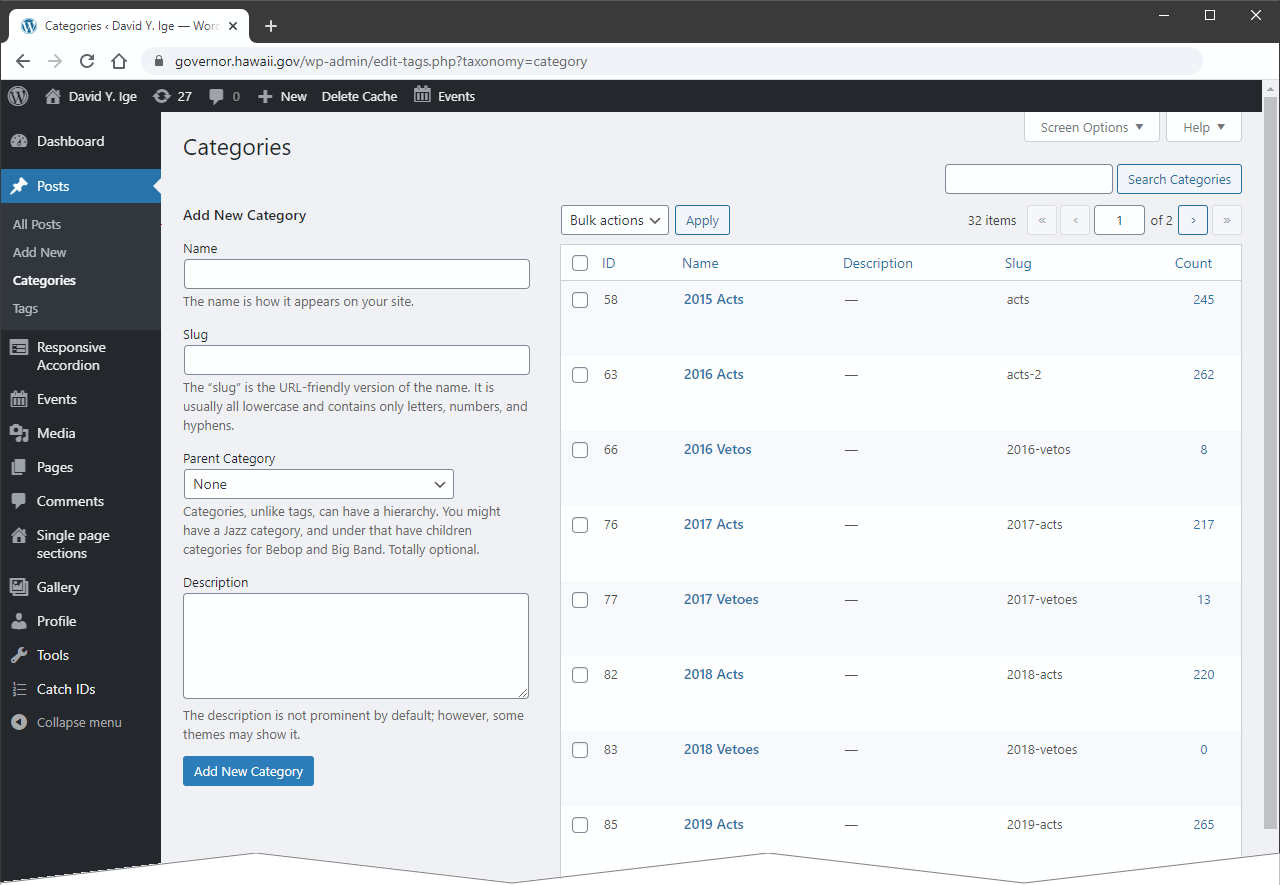 Categories ‹ David Y. Ige — Word
governor.hawaii.gov/wp-admin/edit-tags.php?taxonomy=category
David Y. Ige 27 0 New Delete Cache Events
Dashboard
Posts
All Posts
Add New
Categories
Tags
Responsive
Accordion
Events
Media
Pages
Comments
Single page
sections
Gallery
Profile
Tools
Catch IDs
Collapse menu
Screen Options ▼ Help ▼
Categories
Search Categories
Add New Category
Name
The name is how it appears on your site.
Slug
The “slug” is the URL-friendly version of the name. It is
usually all lowercase and contains only letters, numbers, and
hyphens.
Parent Category
None
Categories, unlike tags, can have a hierarchy. You might
have a Jazz category, and under that have children
categories for Bebop and Big Band. Totally optional.
Description
The description is not prominent by default; however, some
themes may show it.
Add New Category
Bulk actions Apply 32 items « ‹ 1 of 2 › »
ID Name Description Slug Count
58 2015 Acts — acts 245
63 2016 Acts — acts-2 262
66 2016 Vetos — 2016-vetos 8
76 2017 Acts — 2017-acts 217
77 2017 Vetoes — 2017-vetoes 13
82 2018 Acts — 2018-acts 220
83 2018 Vetoes — 2018-vetoes 0
85 2019 Acts — 2019-acts 265